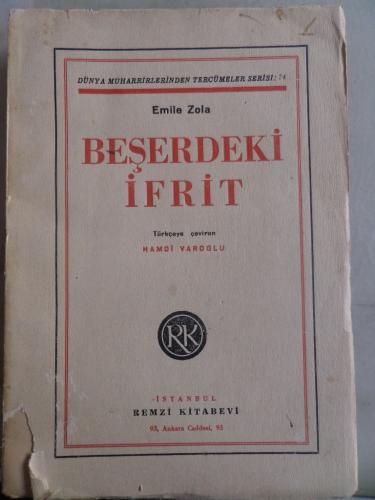 DÜNYA MUHARRİRLERİNDEN TERCÜMELER SERİSİ: 74
Emile Zola
BEŞERDEKİ
İFRİT
Türkçeye çeviren
HAMDİ VAROĞLU
RK
İSTANBUL
REMZİ KİTABEVİ
93, Ankara Caddesi, 93